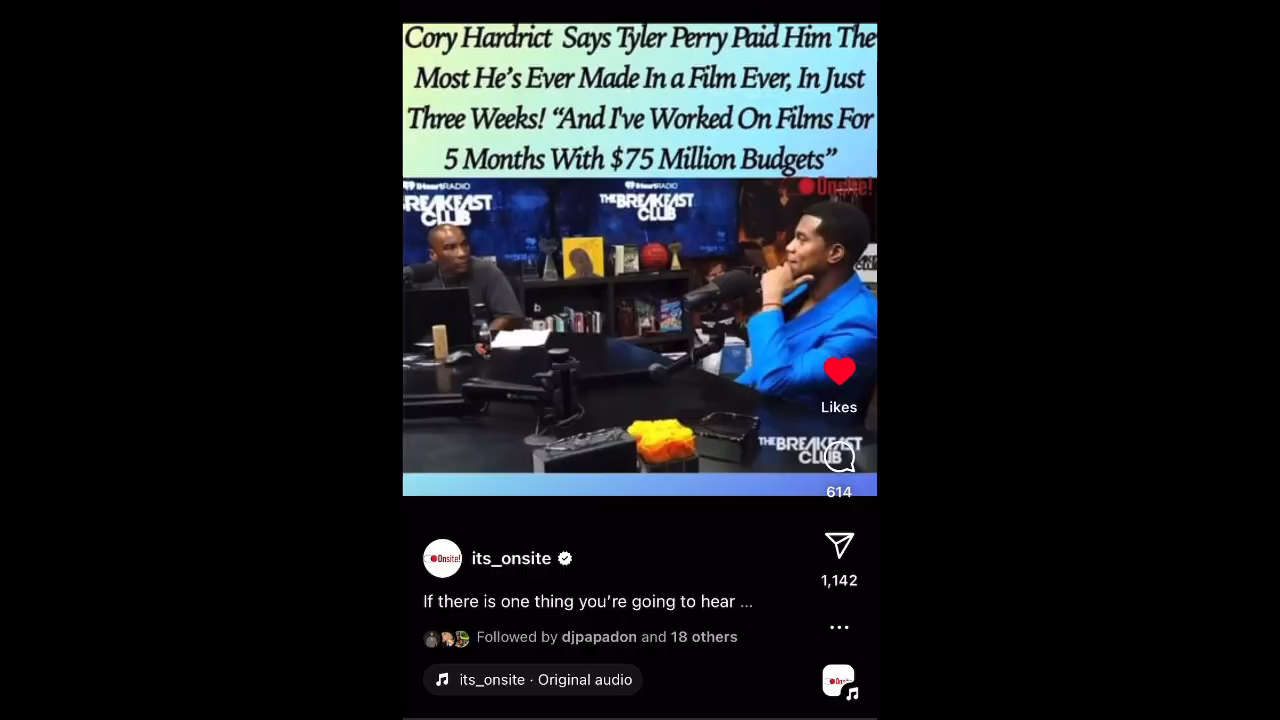 Cory Hardrict Says Tyler Perry Paid Him The
Most He’s Ever Made In a Film Ever, In Just
Three Weeks! “And I've Worked On Films For
5 Months With $75 Million Budgets”
Onsite!
iHeartRADIO
BREAKFAST
CLUB
iHeartRADIO
THE BREAKFAST
CLUB
THE BREAKFAST
CLUB
Likes
614
1,142
Onsite!
its_onsite
If there is one thing you’re going to hear ...
Followed by djpapadon and 18 others
its_onsite · Original audio